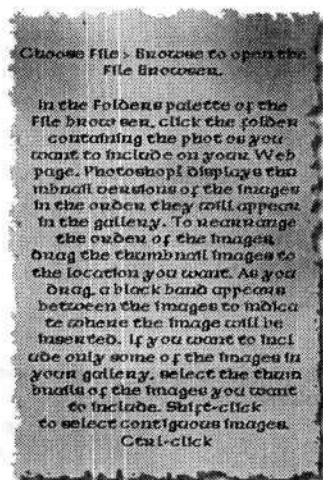 Choose File > Browse to open the
File Browser.
In the Folders palette of the
File brow ser, click the folder
containing the phot os you
want to include on your Web
page. Photoshop1 displays thu
mbnail versions of the images
in the order they will appear
in the gallery. To rearrange
the order of the images,
drag the thumbnail images to
the location you want. As you
drag, a black band appears
between the images to indica
te where the image will be
inserted. If you want to incl
ude only some of the images in
your gallery, select the thum
bnails of the images you want
to include. Shift-click
to select contiguous images.
Ctrl-click